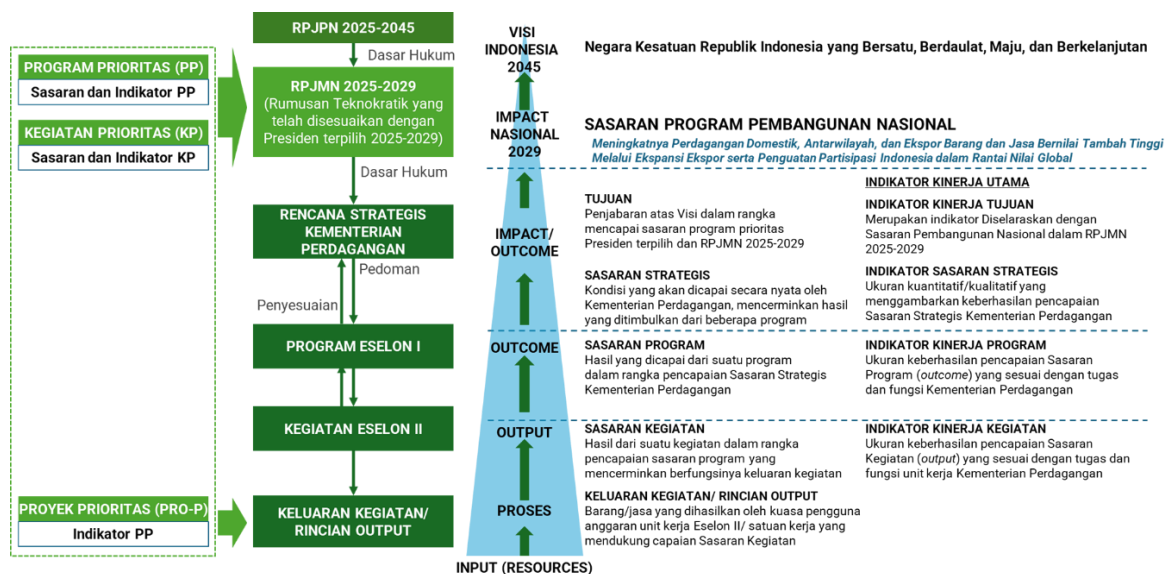 PROGRAM PRIORITAS (PP)
Sasaran dan Indikator PP
KEGIATAN PRIORITAS (KP)
Sasaran dan Indikator KP
PROYEK PRIORITAS (PRO-P)
Indikator PP
RPJPN 2025-2045
Dasar Hukum
RPJMN 2025-2029
(Rumusan Teknokratik yang
telah disesuaikan dengan
Presiden terpilih 2025-2029)
Dasar Hukum
RENCANA STRATEGIS
KEMENTERIAN
PERDAGANGAN
Pedoman
Penyesuaian
PROGRAM ESELON I
KEGIATAN ESELON II
KELUARAN KEGIATAN/
RINCIAN OUTPUT
VISI
INDONESIA
2045
IMPACT
NASIONAL
2029
IMPACT/
OUTCOME
OUTCOME
OUTPUT
PROSES
INPUT (RESOURCES)
Negara Kesatuan Republik Indonesia yang Bersatu, Berdaulat, Maju, dan Berkelanjutan
SASARAN PROGRAM PEMBANGUNAN NASIONAL
Meningkatnya Perdagangan Domestik, Antarwilayah, dan Ekspor Barang dan Jasa Bernilai Tambah Tinggi
Melalui Ekspansi Ekspor serta Penguatan Partisipasi Indonesia dalam Rantai Nilai Global
TUJUAN
Penjabaran atas Visi dalam rangka
mencapai sasaran program prioritas
Presiden terpilih dan RPJMN 2025-2029
INDIKATOR KINERJA UTAMA
INDIKATOR KINERJA TUJUAN
Merupakan indikator Diselaraskan dengan
Sasaran Pembangunan Nasional dalam RPJMN
2025-2029
SASARAN STRATEGIS
Kondisi yang akan dicapai secara nyata oleh
Kementerian Perdagangan, mencerminkan hasil
yang ditimbulkan dari beberapa program
INDIKATOR SASARAN STRATEGIS
Ukuran kuantitatif/kualitatif yang
menggambarkan keberhasilan pencapaian
Sasaran Strategis Kementerian Perdagangan
SASARAN PROGRAM
Hasil yang dicapai dari suatu program
dalam rangka pencapaian Sasaran Strategis
Kementerian Perdagangan
INDIKATOR KINERJA PROGRAM
Ukuran keberhasilan pencapaian Sasaran
Program (outcome) yang sesuai dengan tugas
dan fungsi Kementerian Perdagangan
SASARAN KEGIATAN
Hasil dari suatu kegiatan dalam rangka
pencapaian sasaran program yang
mencerminkan berfungsinya keluaran kegiatan
INDIKATOR KINERJA KEGIATAN
Ukuran keberhasilan pencapaian Sasaran
Kegiatan (output) yang sesuai dengan tugas dan
fungsi unit kerja Kementerian Perdagangan
KELUARAN KEGIATAN/ RINCIAN OUTPUT
Barang/jasa yang dihasilkan oleh kuasa pengguna
anggaran unit kerja Eselon II/ satuan kerja yang
mendukung capaian Sasaran Kegiatan